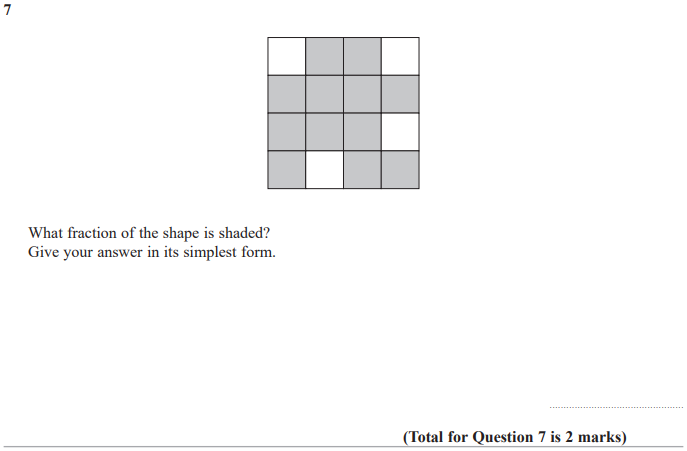 7
What fraction of the shape is shaded?
Give your answer in its simplest form.
(Total for Question 7 is 2 marks)